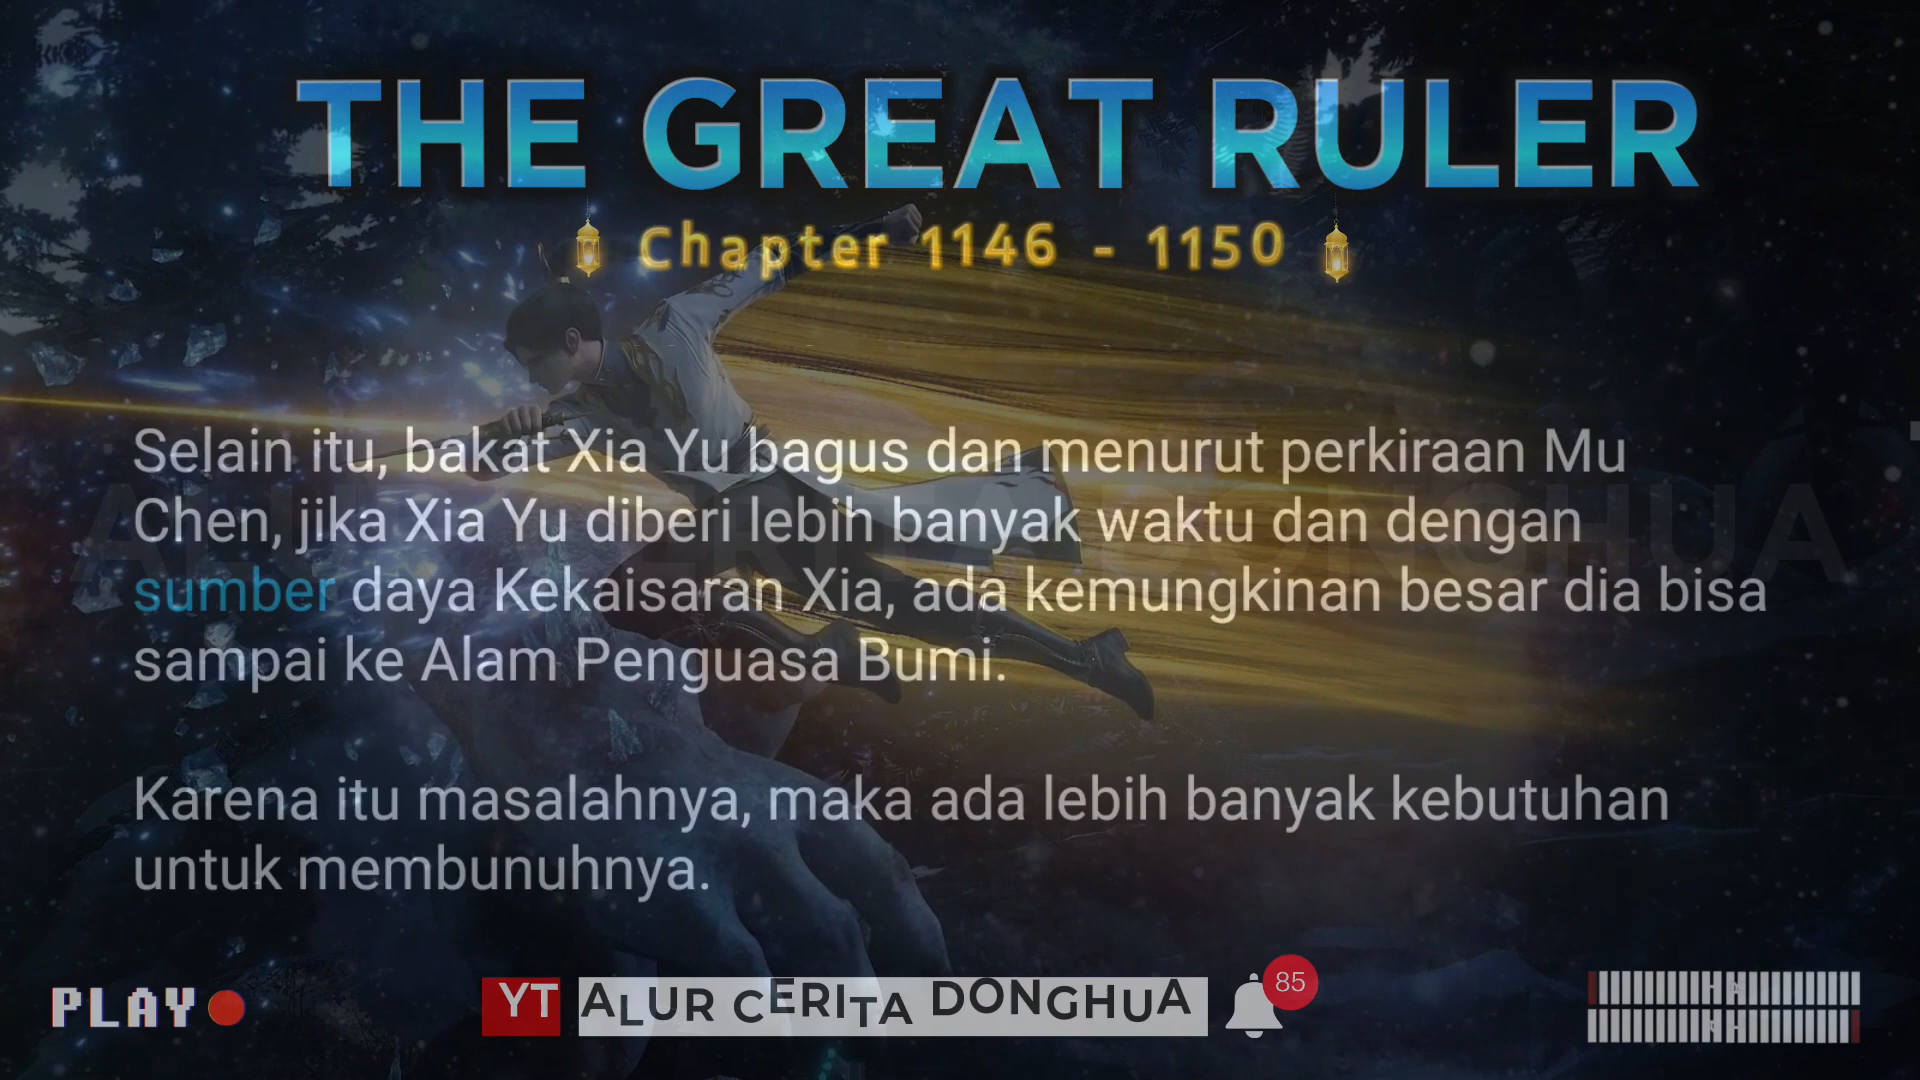 THE GREAT RULER
Chapter 1146 - 1150
Selain itu, bakat Xia Yu bagus dan menurut perkiraan Mu
Chen, jika Xia Yu diberi lebih banyak waktu dan dengan
sumber daya Kekaisaran Xia, ada kemungkinan besar dia bisa
sampai ke Alam Penguasa Bumi.
Karena itu masalahnya, maka ada lebih banyak kebutuhan
untuk membunuhnya.
PLAY
YT ALUR CERITA DONGHUA
85